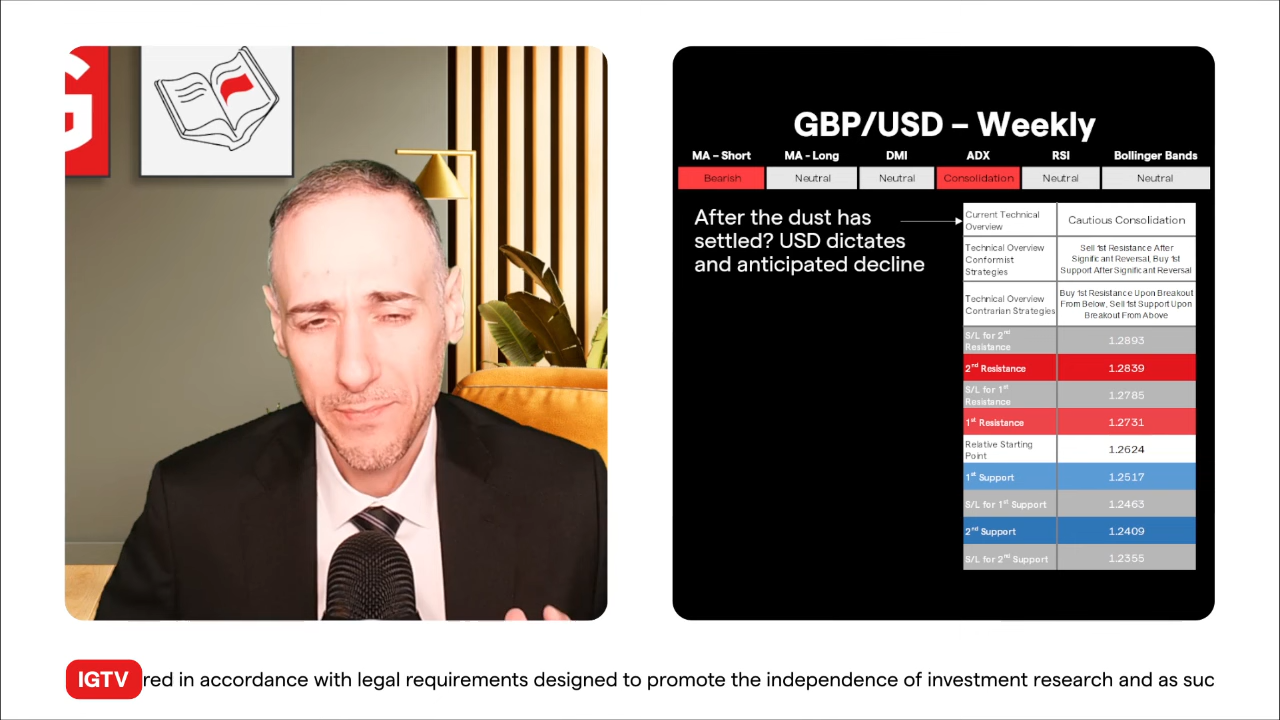 G
GBP/USD – Weekly
MA – Short MA - Long DMI ADX RSI Bollinger Bands
Bearish Neutral Neutral Consolidation Neutral Neutral
After the dust has
settled? USD dictates
and anticipated decline
Current Technical
Overview
Cautious Consolidation
Technical Overview
Conformist
Strategies
Sell 1st Resistance After
Significant Reversal, Buy 1st
Support After Significant Reversal
Technical Overview
Contrarian Strategies
Buy 1st Resistance Upon Breakout
From Below, Sell 1st Support Upon
Breakout From Above
S/L for 2nd
Resistance
1.2893
2nd Resistance 1.2839
S/L for 1st
Resistance
1.2785
1st Resistance 1.2731
Relative Starting
Point
1.2624
1st Support 1.2517
S/L for 1st Support 1.2463
2nd Support 1.2409
S/L for 2nd Support 1.2355
IGTV red in accordance with legal requirements designed to promote the independence of investment research and as suc